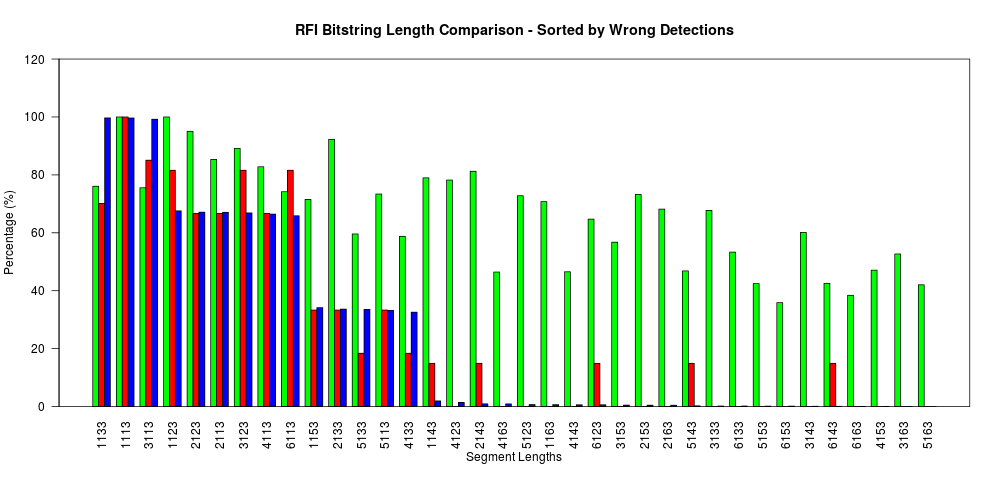 RFI Bitstring Length Comparison - Sorted by Wrong Detections
120
100
80
60
40
20
0
Percentage (%)
1133 1113 3113 1123 2123 2113 3123 4113 6113 1153 2133 5133 5113 4133 1143 4123 2143 4163 5123 1163 4143 6123 3153 2153 2163 5143 3133 6133 5153 6153 3143 6143 6163 4153 3163 5163
Segment Lengths